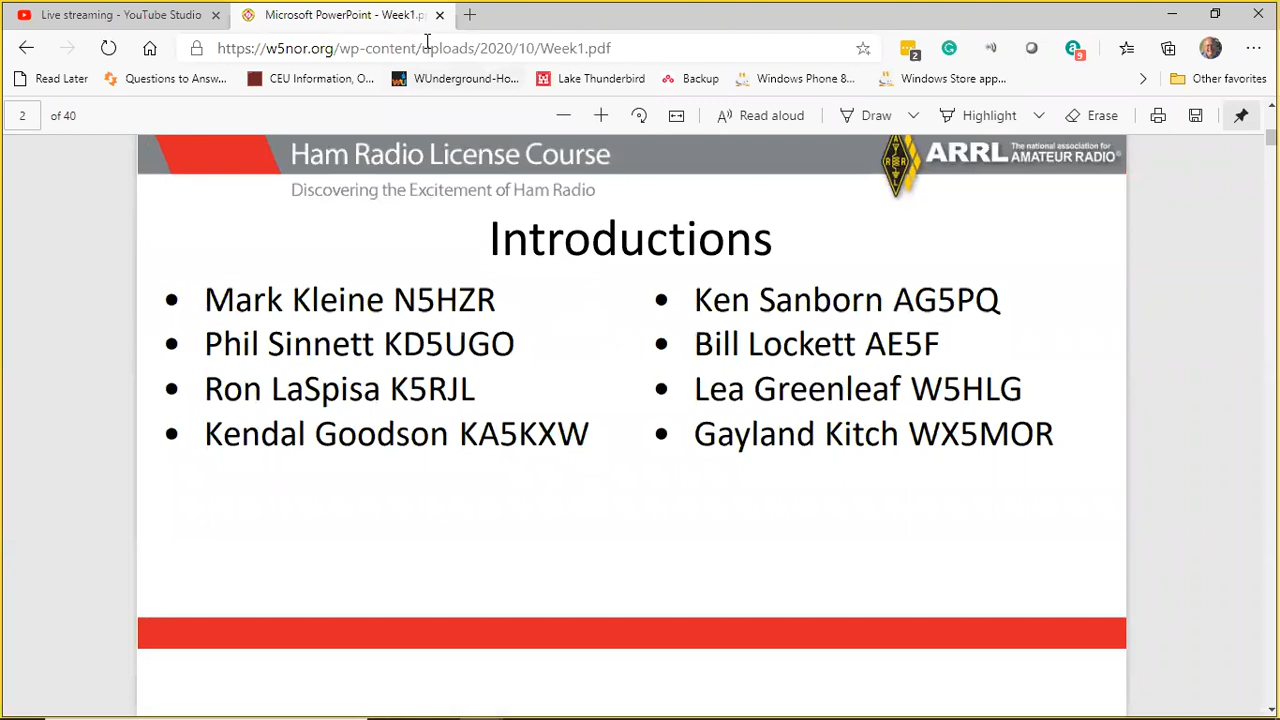 Live streaming - YouTube Studio
Microsoft PowerPoint - Week1.p
https://w5nor.org/wp-content/uploads/2020/10/Week1.pdf
2
9
Read Later
Questions to Answ...
CEU Information, O...
WUnderground-Ho...
Lake Thunderbird
Backup
Windows Phone 8...
Windows Store app...
Other favorites
2 of 40
Read aloud
Draw
Highlight
Erase
Ham Radio License Course
ARRL The national association for
AMATEUR RADIO®
Discovering the Excitement of Ham Radio
Introductions
• Mark Kleine N5HZR
• Phil Sinnett KD5UGO
• Ron LaSpisa K5RJL
• Kendal Goodson KA5KXW
• Ken Sanborn AG5PQ
• Bill Lockett AE5F
• Lea Greenleaf W5HLG
• Gayland Kitch WX5MOR